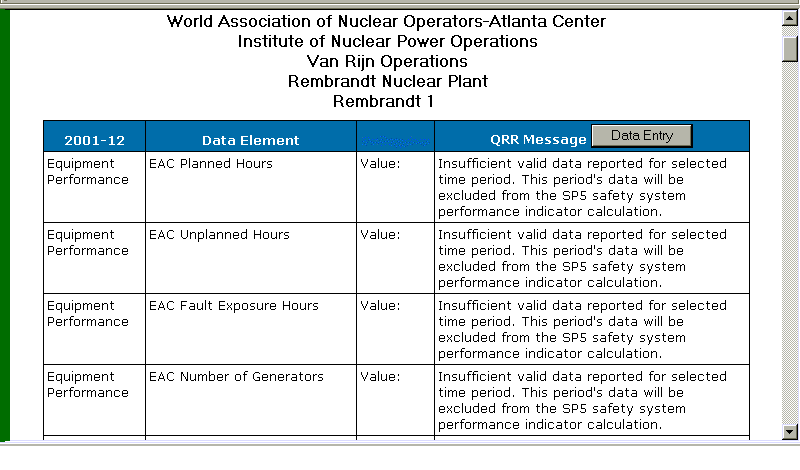 World Association of Nuclear Operators-Atlanta Center
Institute of Nuclear Power Operations
Van Rijn Operations
Rembrandt Nuclear Plant
Rembrandt 1
2001-12 Data Element QRR Message Data Entry
Equipment Performance EAC Planned Hours Value: Insufficient valid data reported for selected
time period. This period's data will be
excluded from the SP5 safety system
performance indicator calculation.
Equipment Performance EAC Unplanned Hours Value: Insufficient valid data reported for selected
time period. This period's data will be
excluded from the SP5 safety system
performance indicator calculation.
Equipment Performance EAC Fault Exposure Hours Value: Insufficient valid data reported for selected
time period. This period's data will be
excluded from the SP5 safety system
performance indicator calculation.
Equipment Performance EAC Number of Generators Value: Insufficient valid data reported for selected
time period. This period's data will be
excluded from the SP5 safety system
performance indicator calculation.